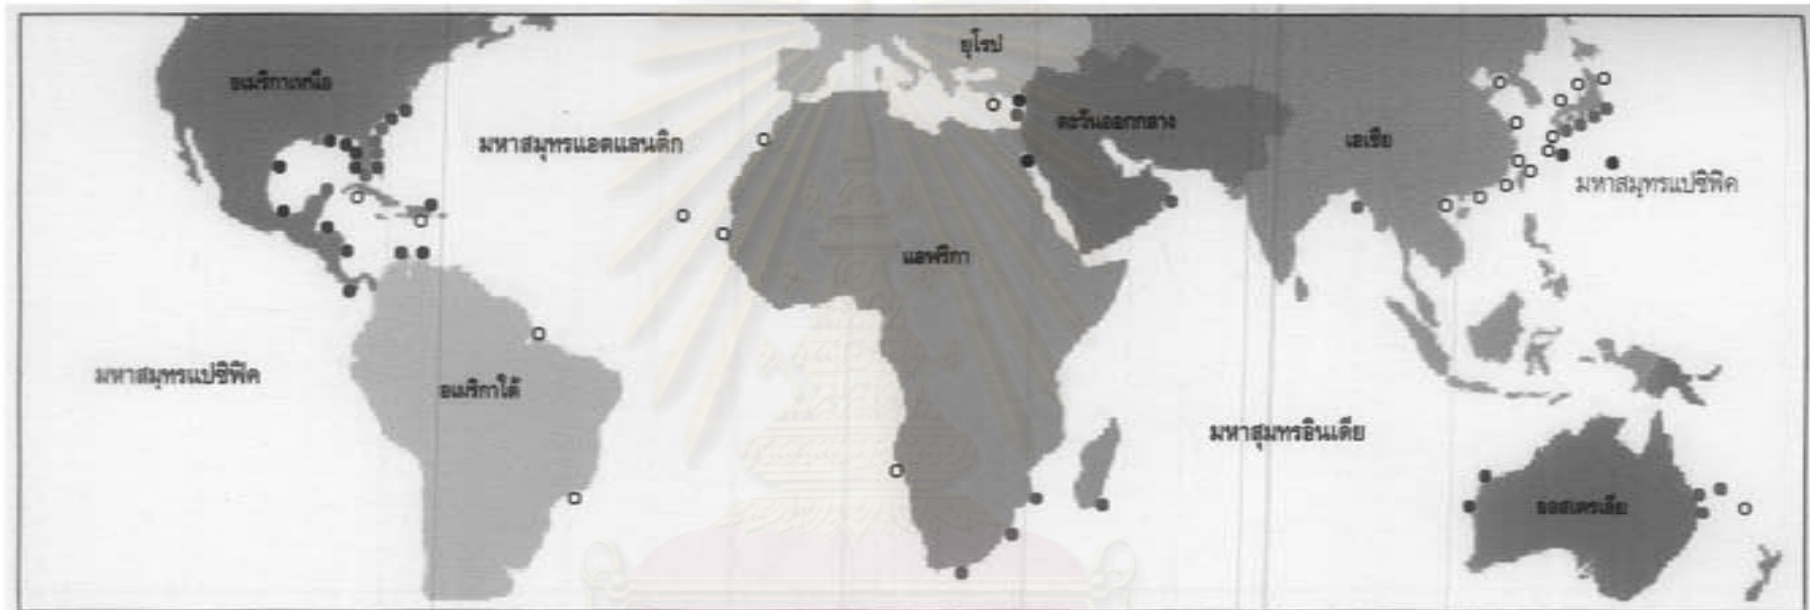 ยุโรป
อเมริกาเหนือ
มหาสมุทรแอตแลนติก
ตะวันออกกลาง
เอเชีย
มหาสมุทรแปซิฟิค
แอฟริกา
มหาสมุทรแปซิฟิค
อเมริกาใต้
มหาสุมทรอินเดีย
ออสเตรเลีย